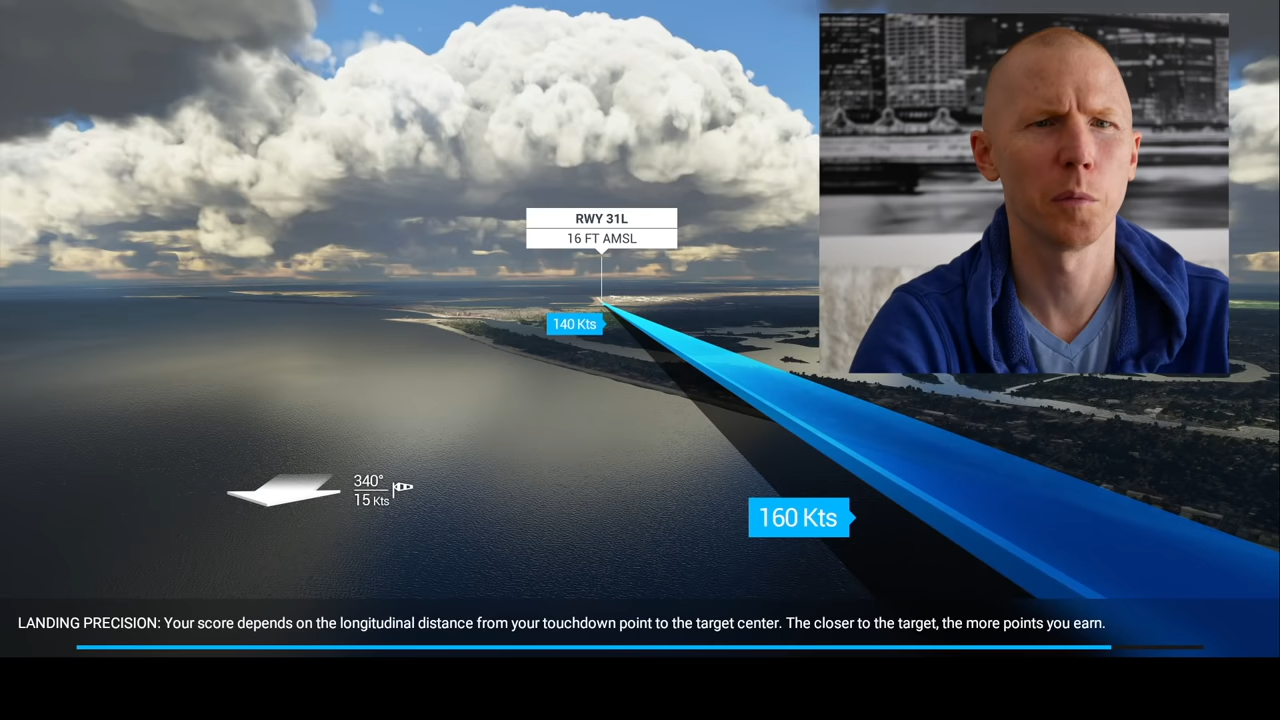 RWY 31L
16 FT AMSL
140 Kts
340°
15 Kts
160 Kts
LANDING PRECISION: Your score depends on the longitudinal distance from your touchdown point to the target center. The closer to the target, the more points you earn.